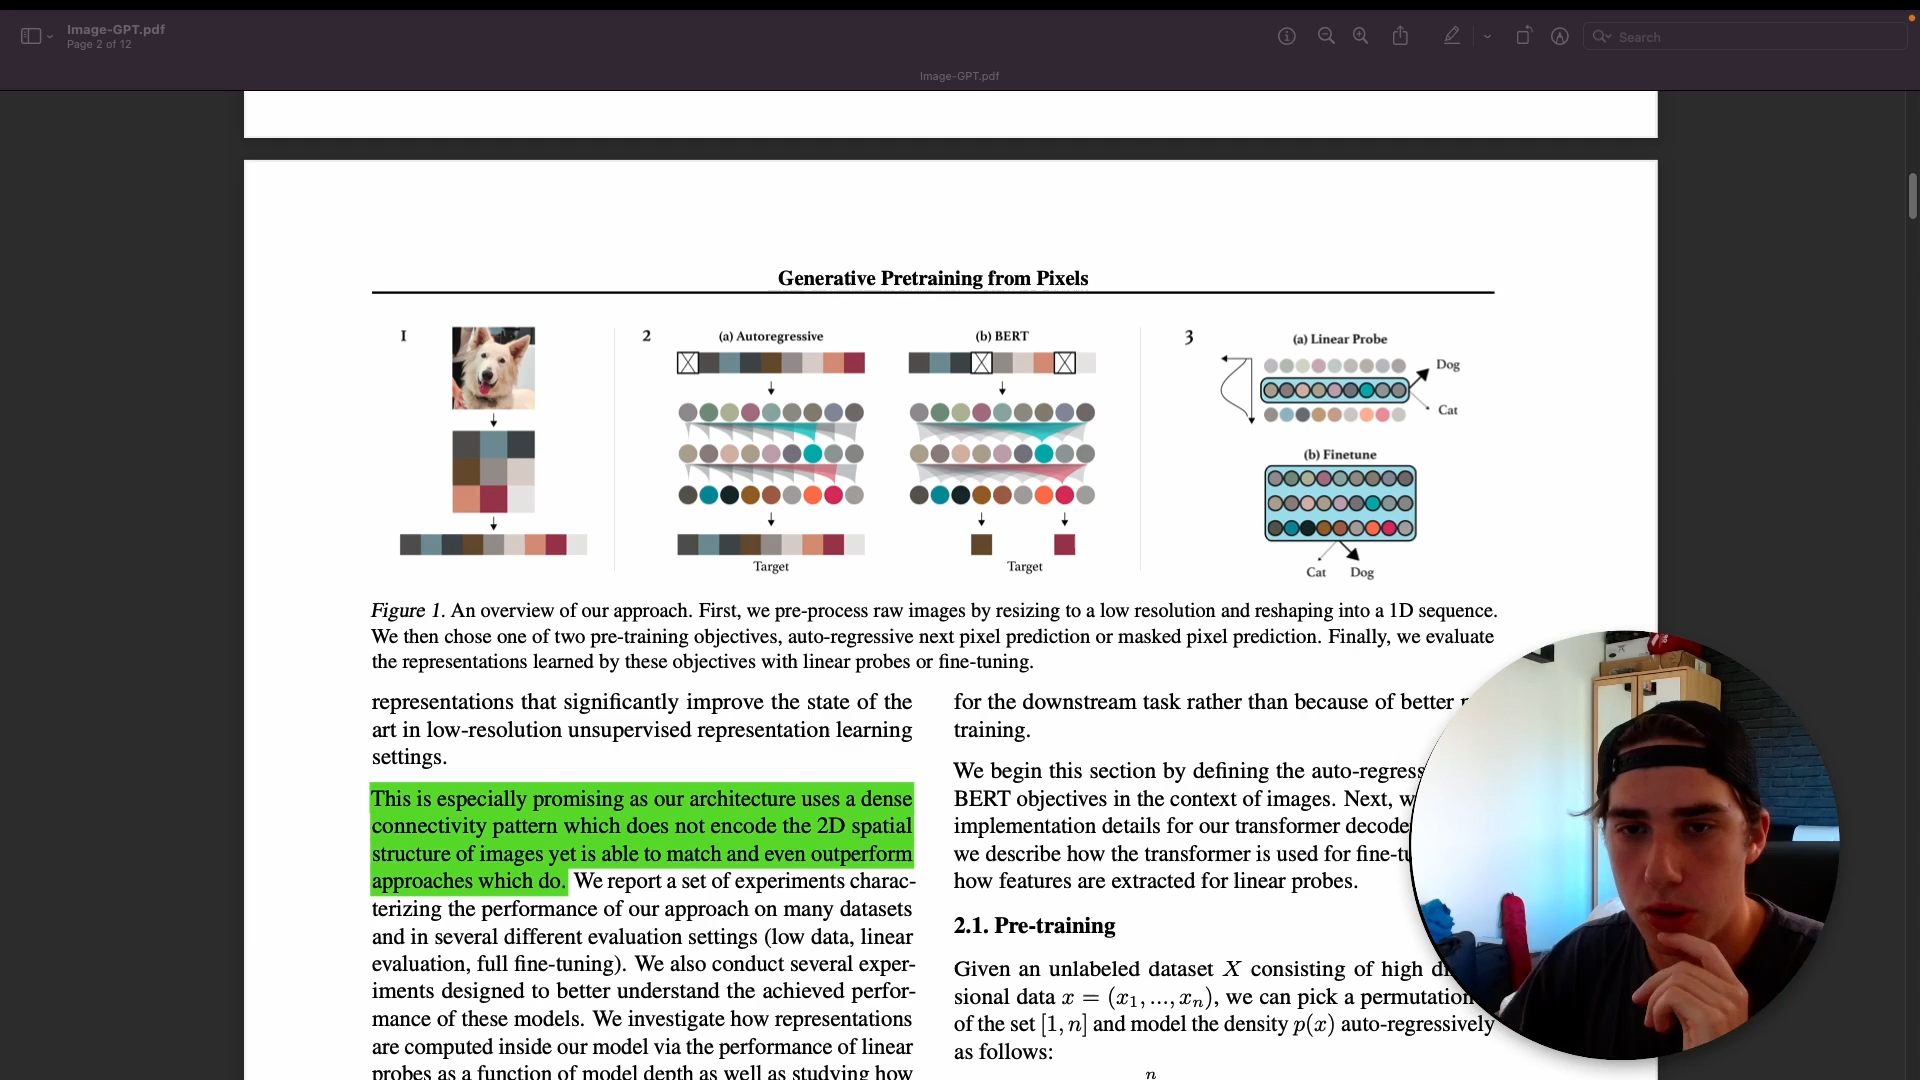 Image-GPT.pdf
Page 2 of 12
Search
Image-GPT.pdf
Generative Pretraining from Pixels
1
2
(a) Autoregressive
(b) BERT
3
(a) Linear Probe
Dog
Cat
(b) Finetune
Target
Target
Cat
Dog
Figure 1. An overview of our approach. First, we pre-process raw images by resizing to a low resolution and reshaping into a 1D sequence.
We then chose one of two pre-training objectives, auto-regressive next pixel prediction or masked pixel prediction. Finally, we evaluate
the representations learned by these objectives with linear probes or fine-tuning.
representations that significantly improve the state of the
art in low-resolution unsupervised representation learning
settings.
This is especially promising as our architecture uses a dense
connectivity pattern which does not encode the 2D spatial
structure of images yet is able to match and even outperform
approaches which do. We report a set of experiments charac-
terizing the performance of our approach on many datasets
and in several different evaluation settings (low data, linear
evaluation, full fine-tuning). We also conduct several exper-
iments designed to better understand the achieved perfor-
mance of these models. We investigate how representations
are computed inside our model via the performance of linear
probes as a function of model depth as well as studying how
for the downstream task rather than because of better
training.
We begin this section by defining the auto-regress
BERT objectives in the context of images. Next, w
implementation details for our transformer decode
we describe how the transformer is used for fine-tu
how features are extracted for linear probes.
2.1. Pre-training
Given an unlabeled dataset X consisting of high di
sional data x = (x₁, ..., xₙ), we can pick a permutation
of the set [1, n] and model the density p(x) auto-regressively
as follows:
n